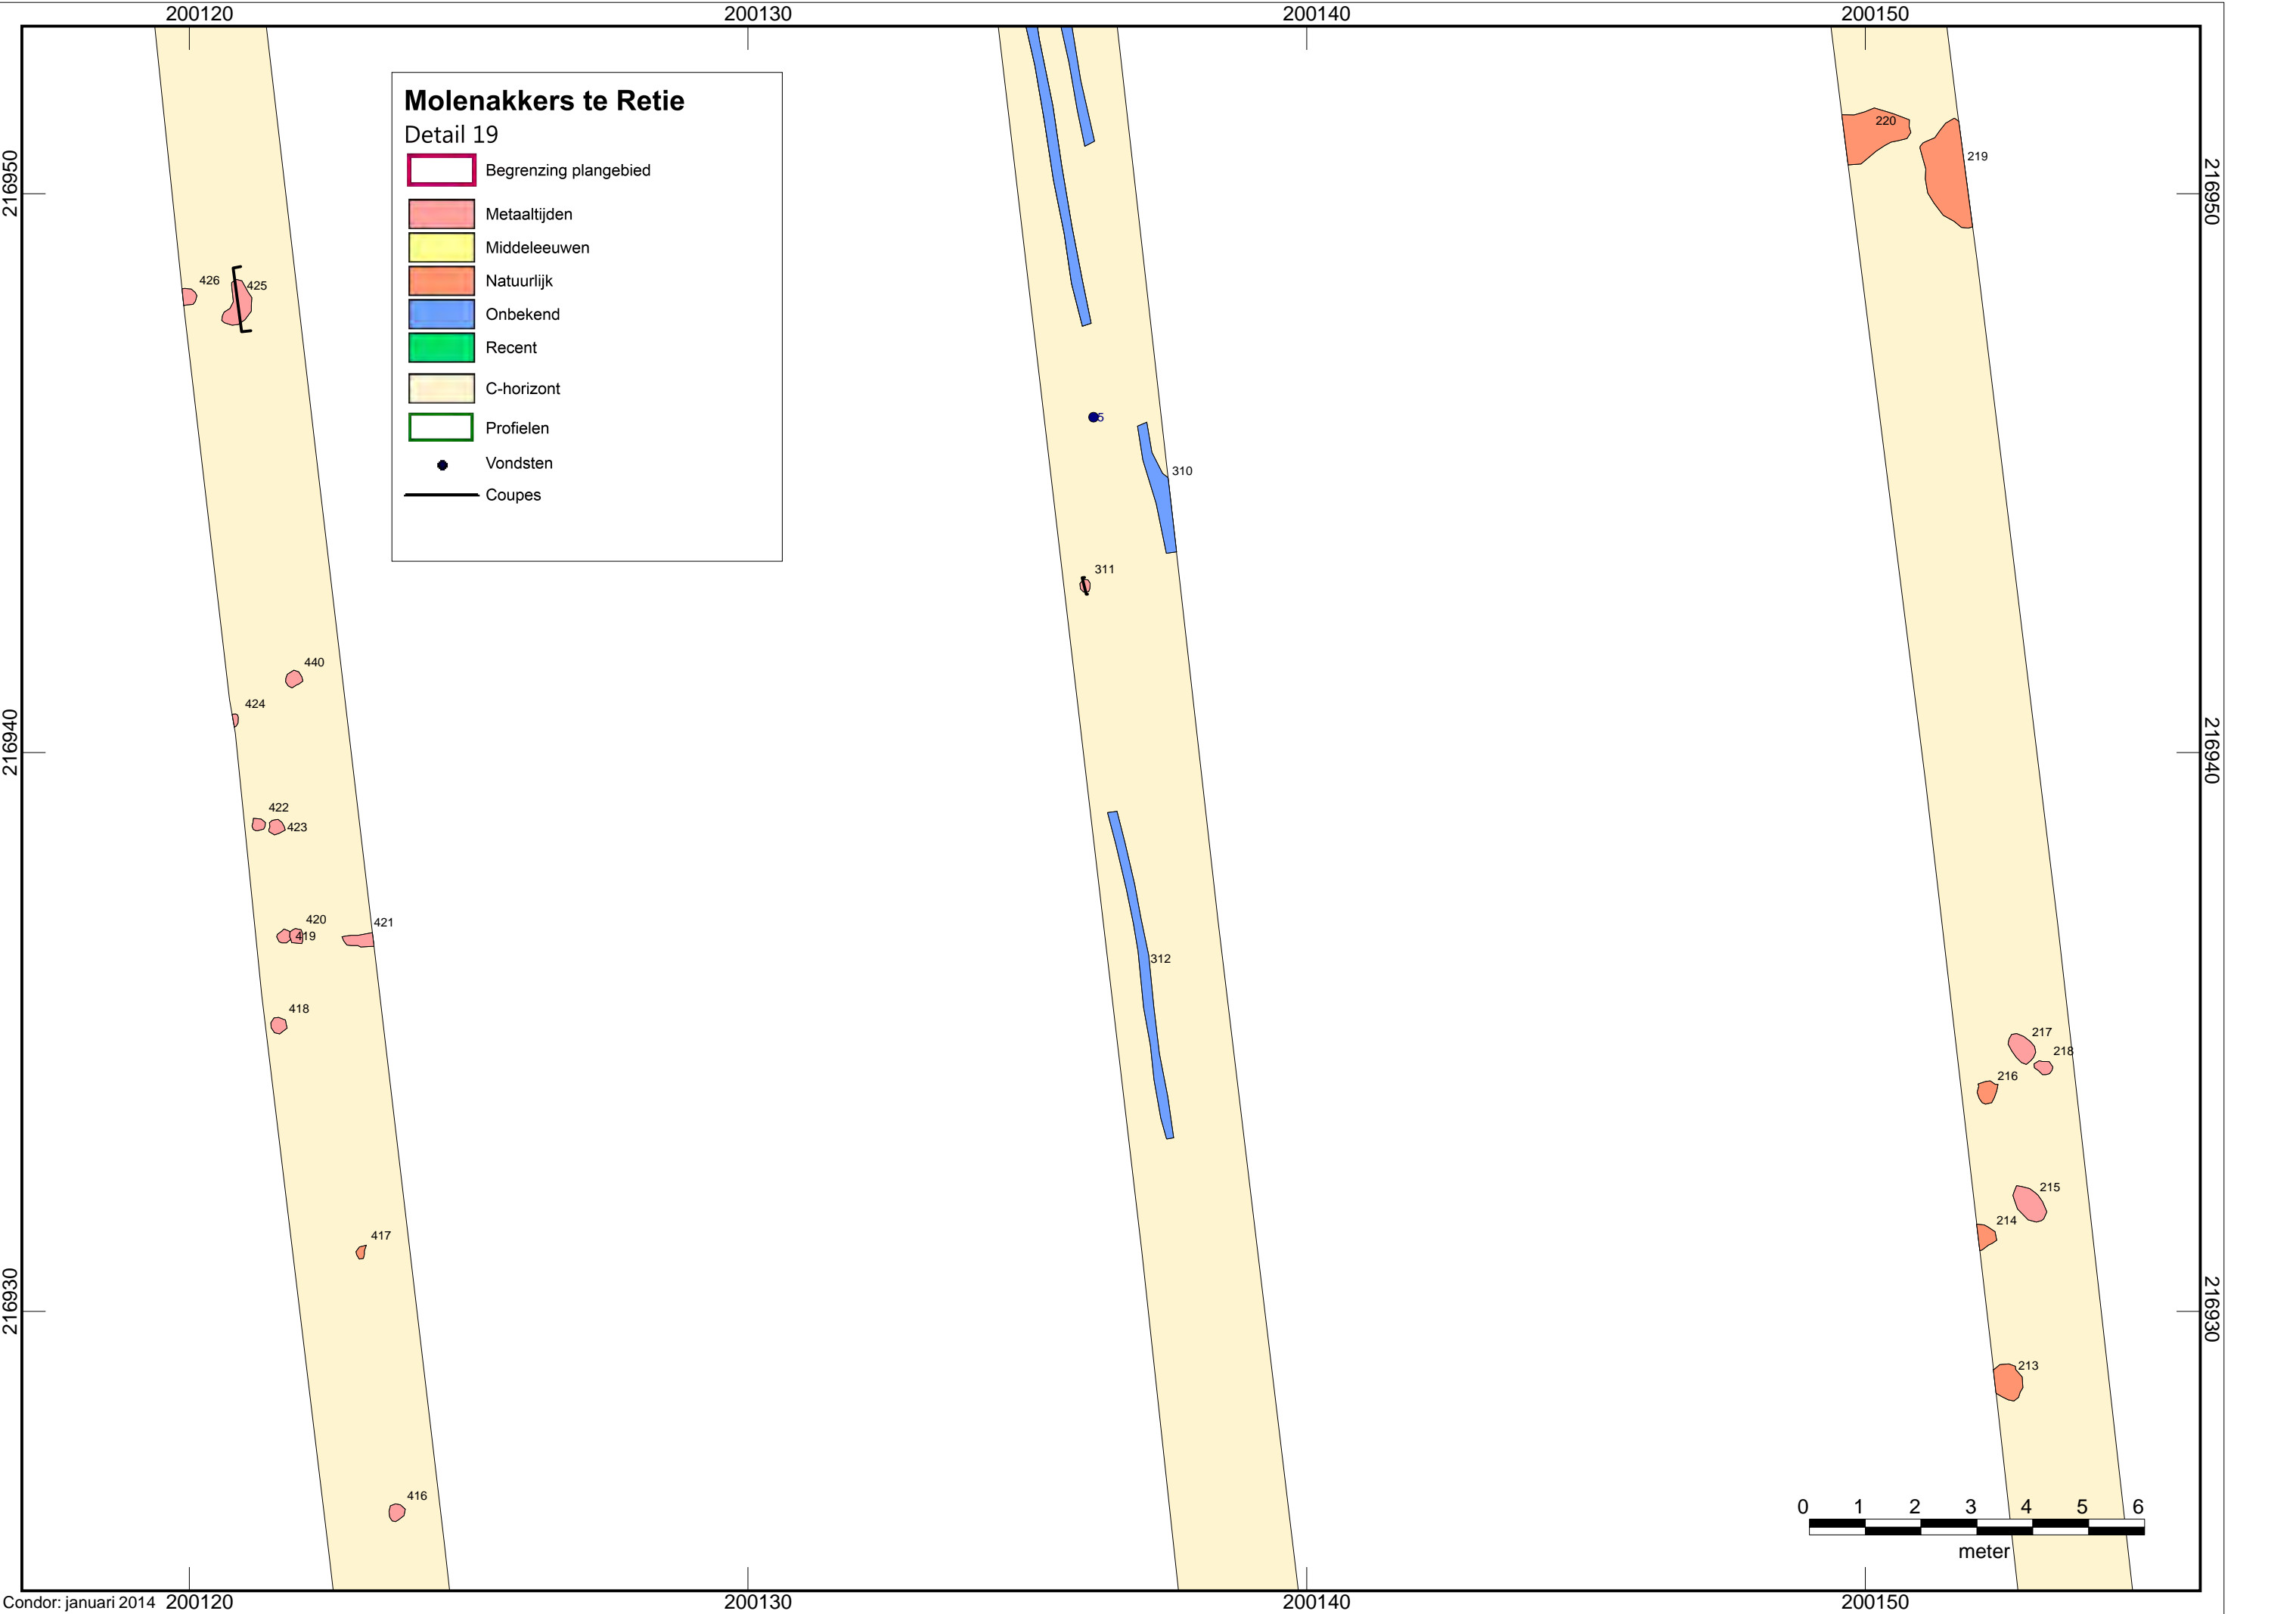 200120 200130 200140 200150
Molenakkers te Retie
Detail 19
Begrenzing plangebied
Metaaltijden
Middeleeuwen
Natuurlijk
Onbekend
Recent
C-horizont
Profielen
Vondsten
Coupes
216950
216940
216930
216950
216940
216930
426
425
440
424
422
423
420
419
421
418
417
416
5
310
311
312
220
219
217
218
216
215
214
213
0 1 2 3 4 5 6
meter
Condor: januari 2014
200120 200130 200140 200150